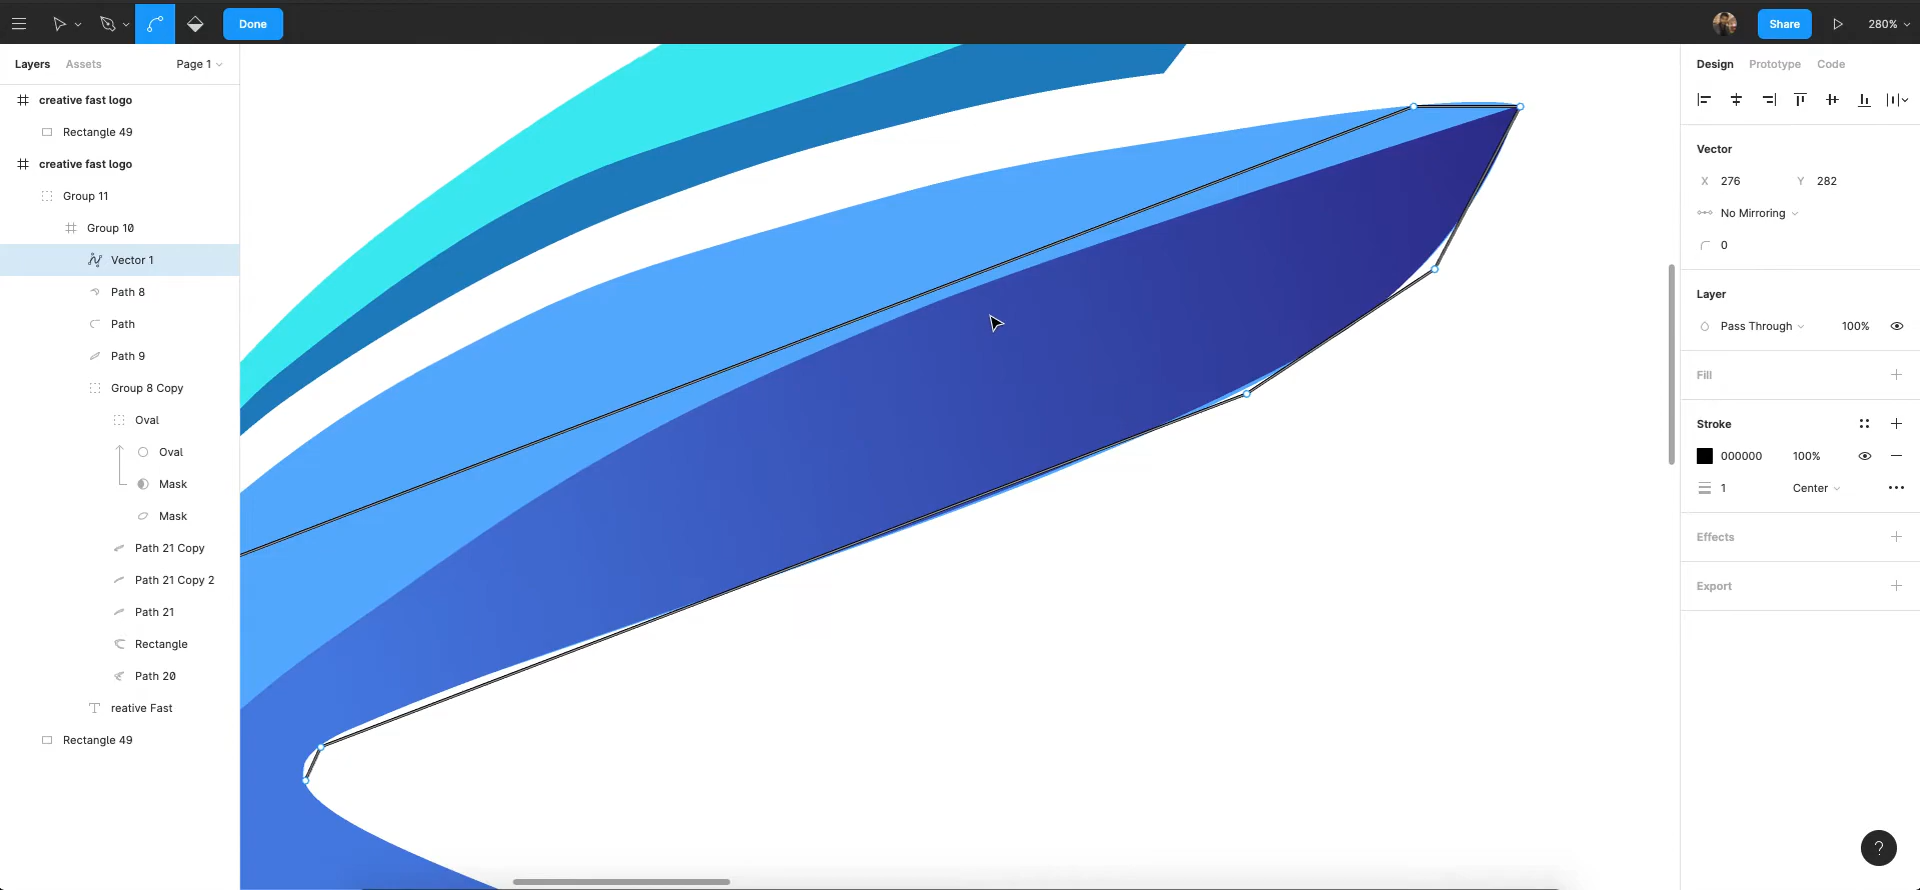 Done
Share
280%
Layers
Assets
Page 1
creative fast logo
Rectangle 49
creative fast logo
Group 11
Group 10
Vector 1
Path 8
Path
Path 9
Group 8 Copy
Oval
Oval
Mask
Mask
Path 21 Copy
Path 21 Copy 2
Path 21
Rectangle
Path 20
T reative Fast
Rectangle 49
Design
Prototype
Code
Vector
X 276 Y 282
No Mirroring
0
Layer
Pass Through 100%
Fill
Stroke
000000 100%
1 Center
Effects
Export
?